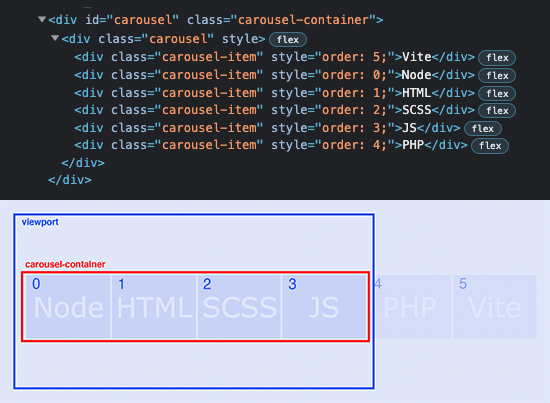 ▼<div id="carousel" class="carousel-container">
▼<div class="carousel" style> flex
<div class="carousel-item" style="order: 5;">Vite</div> flex
<div class="carousel-item" style="order: 0;">Node</div> flex
<div class="carousel-item" style="order: 1;">HTML</div> flex
<div class="carousel-item" style="order: 2;">SCSS</div> flex
<div class="carousel-item" style="order: 3;">JS</div> flex
<div class="carousel-item" style="order: 4;">PHP</div> flex
</div>
</div>
viewport
carousel-container
0 1 2 3 4 5
Node HTML SCSS JS PHP Vite